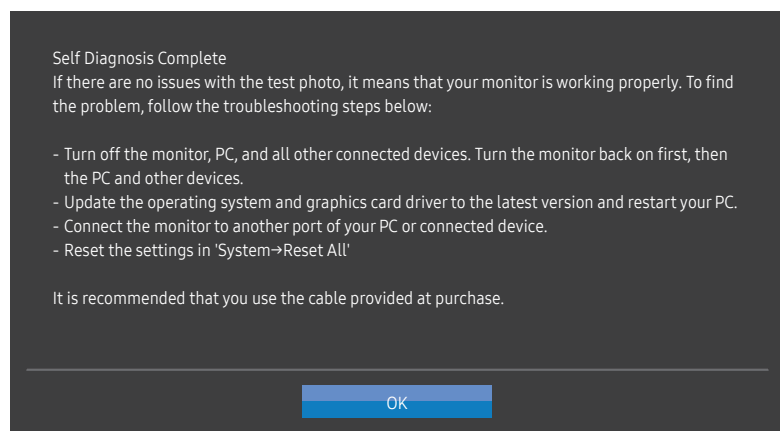 Self Diagnosis Complete
If there are no issues with the test photo, it means that your monitor is working properly. To find
the problem, follow the troubleshooting steps below:
- Turn off the monitor, PC, and all other connected devices. Turn the monitor back on first, then
the PC and other devices.
- Update the operating system and graphics card driver to the latest version and restart your PC.
- Connect the monitor to another port of your PC or connected device.
- Reset the settings in 'System→Reset All'
It is recommended that you use the cable provided at purchase.
OK